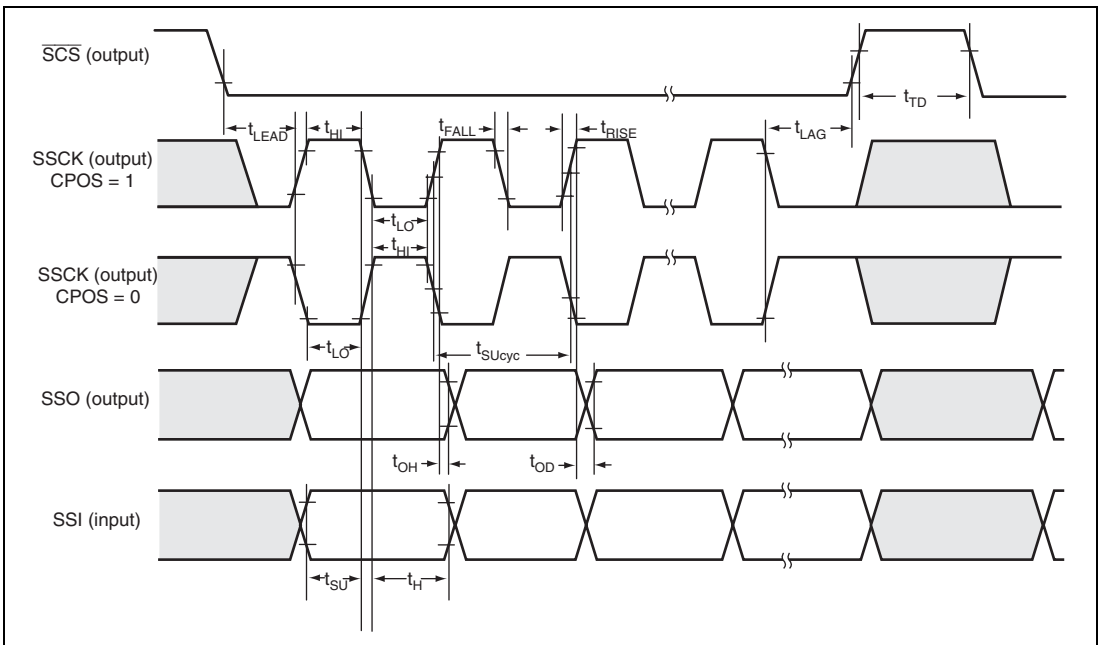 SCS (output)
tTD
tLEAD
tHI
tFALL
tRISE
tLAG
SSCK (output)
CPOS = 1
tLO
tHI
SSCK (output)
CPOS = 0
tLO
tSUcyc
SSO (output)
tOH
tOD
SSI (input)
tSU
tH